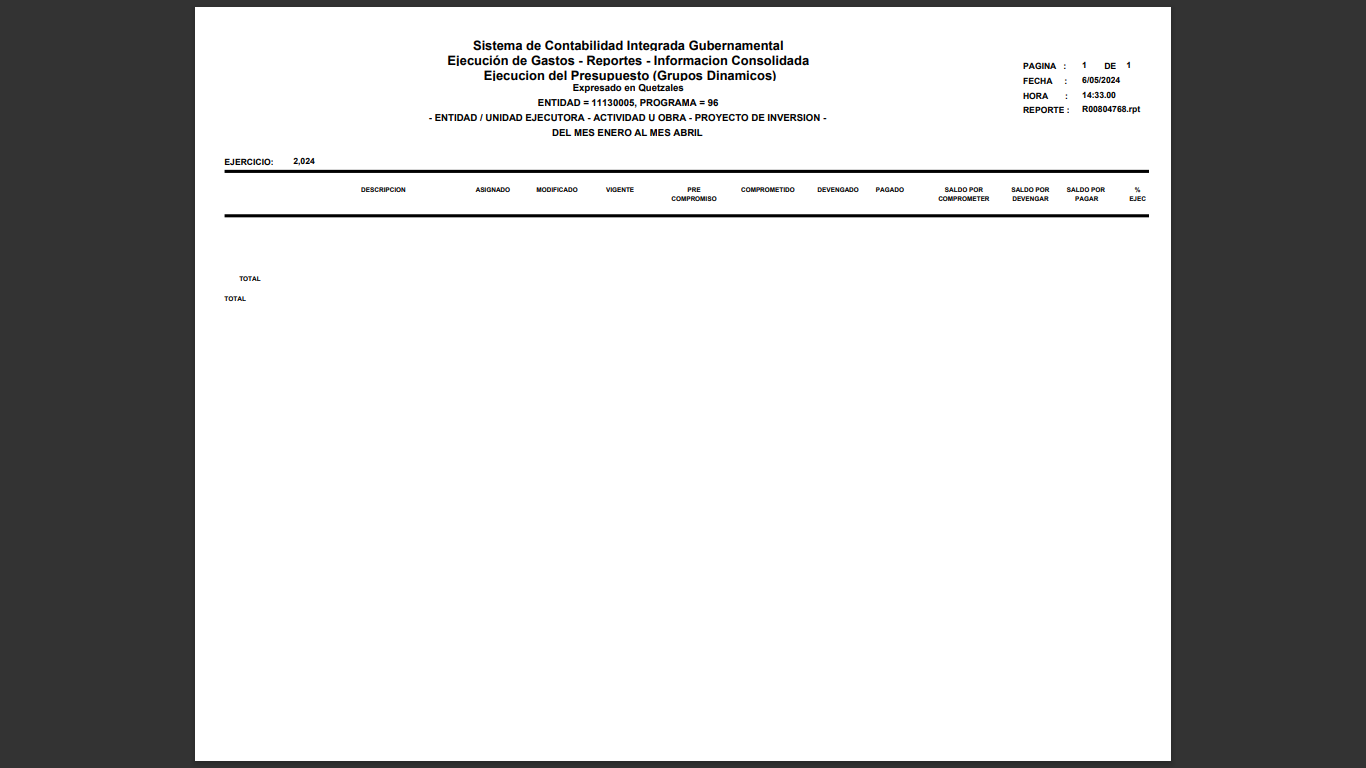 Sistema de Contabilidad Integrada Gubernamental
Ejecución de Gastos - Reportes - Informacion Consolidada
Ejecucion del Presupuesto (Grupos Dinamicos)
Expresado en Quetzales
ENTIDAD = 11130005, PROGRAMA = 96
- ENTIDAD / UNIDAD EJECUTORA - ACTIVIDAD U OBRA - PROYECTO DE INVERSION -
DEL MES ENERO AL MES ABRIL
PAGINA : 1 DE 1
FECHA : 6/05/2024
HORA : 14:33.00
REPORTE : R00804768.rpt
EJERCICIO: 2,024
DESCRIPCION ASIGNADO MODIFICADO VIGENTE PRE COMPROMETIDO DEVENGADO PAGADO SALDO POR SALDO POR SALDO POR %
COMPROMISO COMPROMETER DEVENGAR PAGAR EJEC
TOTAL
TOTAL